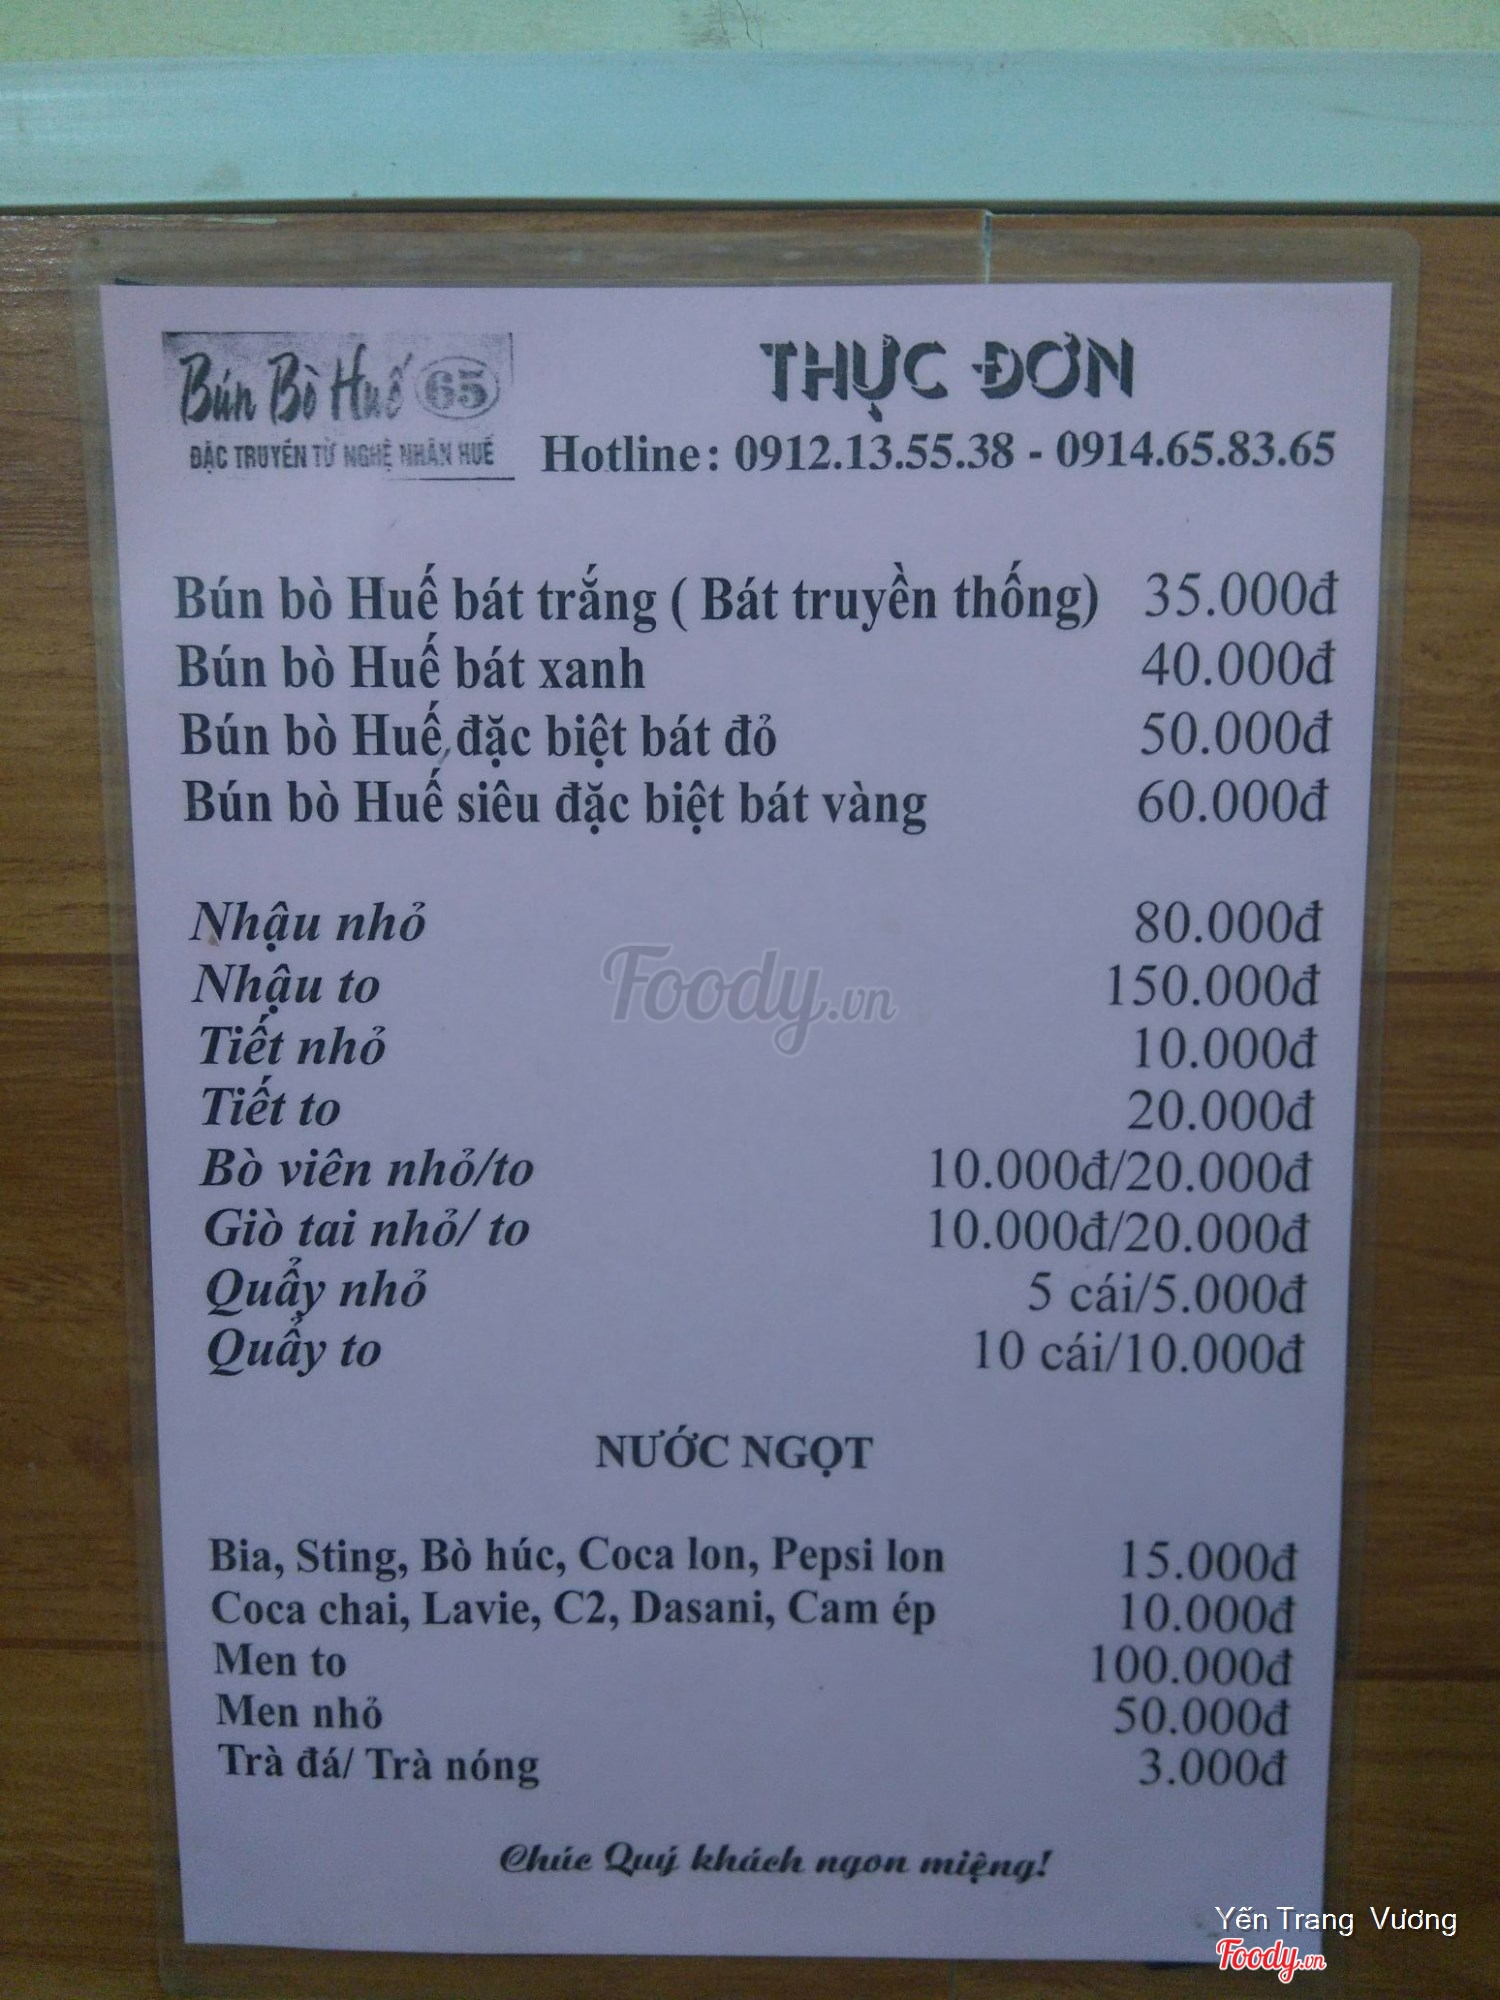 Bún Bò Huế 65
ĐẶC TRUYỀN TỪ NGHỆ NHÂN HUẾ
THỰC ĐƠN
Hotline: 0912.13.55.38 - 0914.65.83.65
Bún bò Huế bát trắng ( Bát truyền thống) 35.000đ
Bún bò Huế bát xanh 40.000đ
Bún bò Huế đặc biệt bát đỏ 50.000đ
Bún bò Huế siêu đặc biệt bát vàng 60.000đ
Nhậu nhỏ 80.000đ
Nhậu to 150.000đ
Tiết nhỏ 10.000đ
Tiết to 20.000đ
Bò viên nhỏ/to 10.000đ/20.000đ
Giò tai nhỏ/ to 10.000đ/20.000đ
Quẩy nhỏ 5 cái/5.000đ
Quẩy to 10 cái/10.000đ
Foody.vn
NƯỚC NGỌT
Bia, Sting, Bò húc, Coca lon, Pepsi lon 15.000đ
Coca chai, Lavie, C2, Dasani, Cam ép 10.000đ
Men to 100.000đ
Men nhỏ 50.000đ
Trà đá/ Trà nóng 3.000đ
Chúc Quý khách ngon miệng!
Yến Trang Vương
Foody.vn